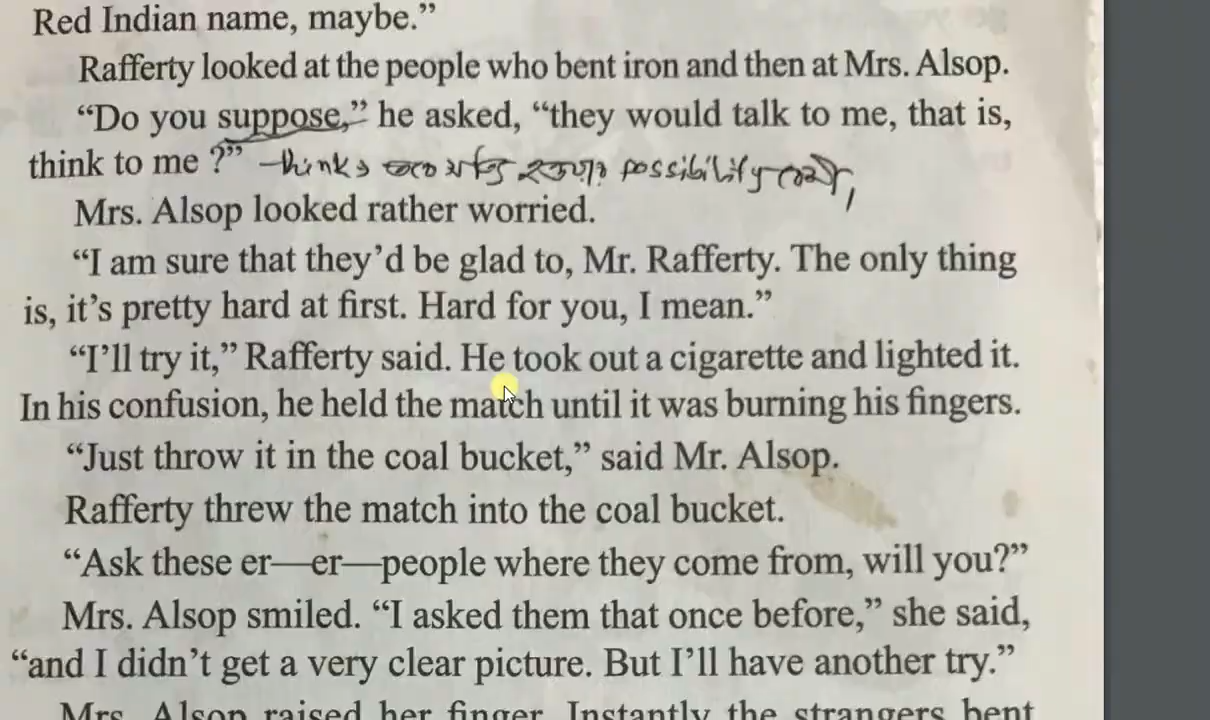 Red Indian name, maybe.”
Rafferty looked at the people who bent iron and then at Mrs. Alsop.
“Do you suppose,” he asked, “they would talk to me, that is,
think to me ?” think possibility
Mrs. Alsop looked rather worried.
“I am sure that they’d be glad to, Mr. Rafferty. The only thing
is, it’s pretty hard at first. Hard for you, I mean.”
“I’ll try it,” Rafferty said. He took out a cigarette and lighted it.
In his confusion, he held the match until it was burning his fingers.
“Just throw it in the coal bucket,” said Mr. Alsop.
Rafferty threw the match into the coal bucket.
“Ask these er—er—people where they come from, will you?”
Mrs. Alsop smiled. “I asked them that once before,” she said,
“and I didn’t get a very clear picture. But I’ll have another try.”
Mrs. Alsop raised her finger. Instantly the strangers bent